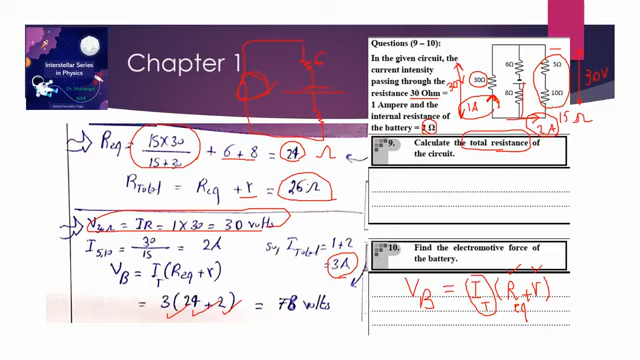 Interstellar Series
in Physics
Chapter 1
Questions (9 – 10)
In the given circuit, the
current intensity
passing through the
resistance 30 Ohm =
1 Ampere and the
internal resistance of
the battery = 2 Ω
6Ω
5Ω
30Ω
8Ω
10Ω
30V
30V
1A
15 Ω
2A
C
Req = 15 × 30 / 15 + 30 + 6 + 8 = 24 Ω
RTotal = Req + r = 26 Ω
V30Ω = IR = 1 × 30 = 30 volts
I5,10 = 30 / 15 = 2A
so, ITotal = 1 + 2
= 3A
VB = IT (Req + r)
= 3 (24 + 2) = 78 volts
9. Calculate the total resistance of
the circuit.
10. Find the electromotive force of
the battery.
VB = IT (Req + r)